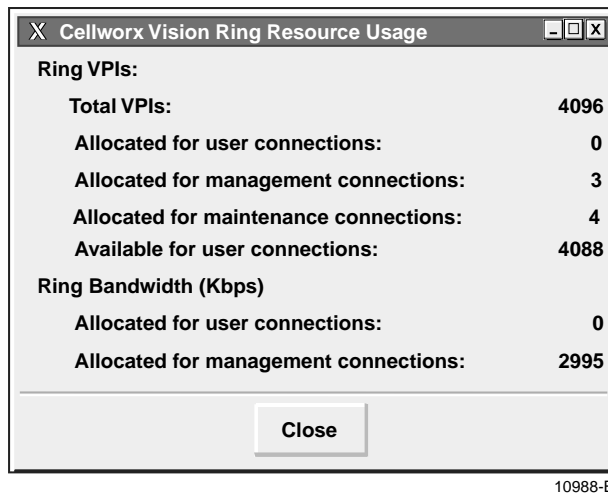 X Cellworx Vision Ring Resource Usage
Ring VPIs:
Total VPIs: 4096
Allocated for user connections: 0
Allocated for management connections: 3
Allocated for maintenance connections: 4
Available for user connections: 4088
Ring Bandwidth (Kbps)
Allocated for user connections: 0
Allocated for management connections: 2995
Close
10988-B